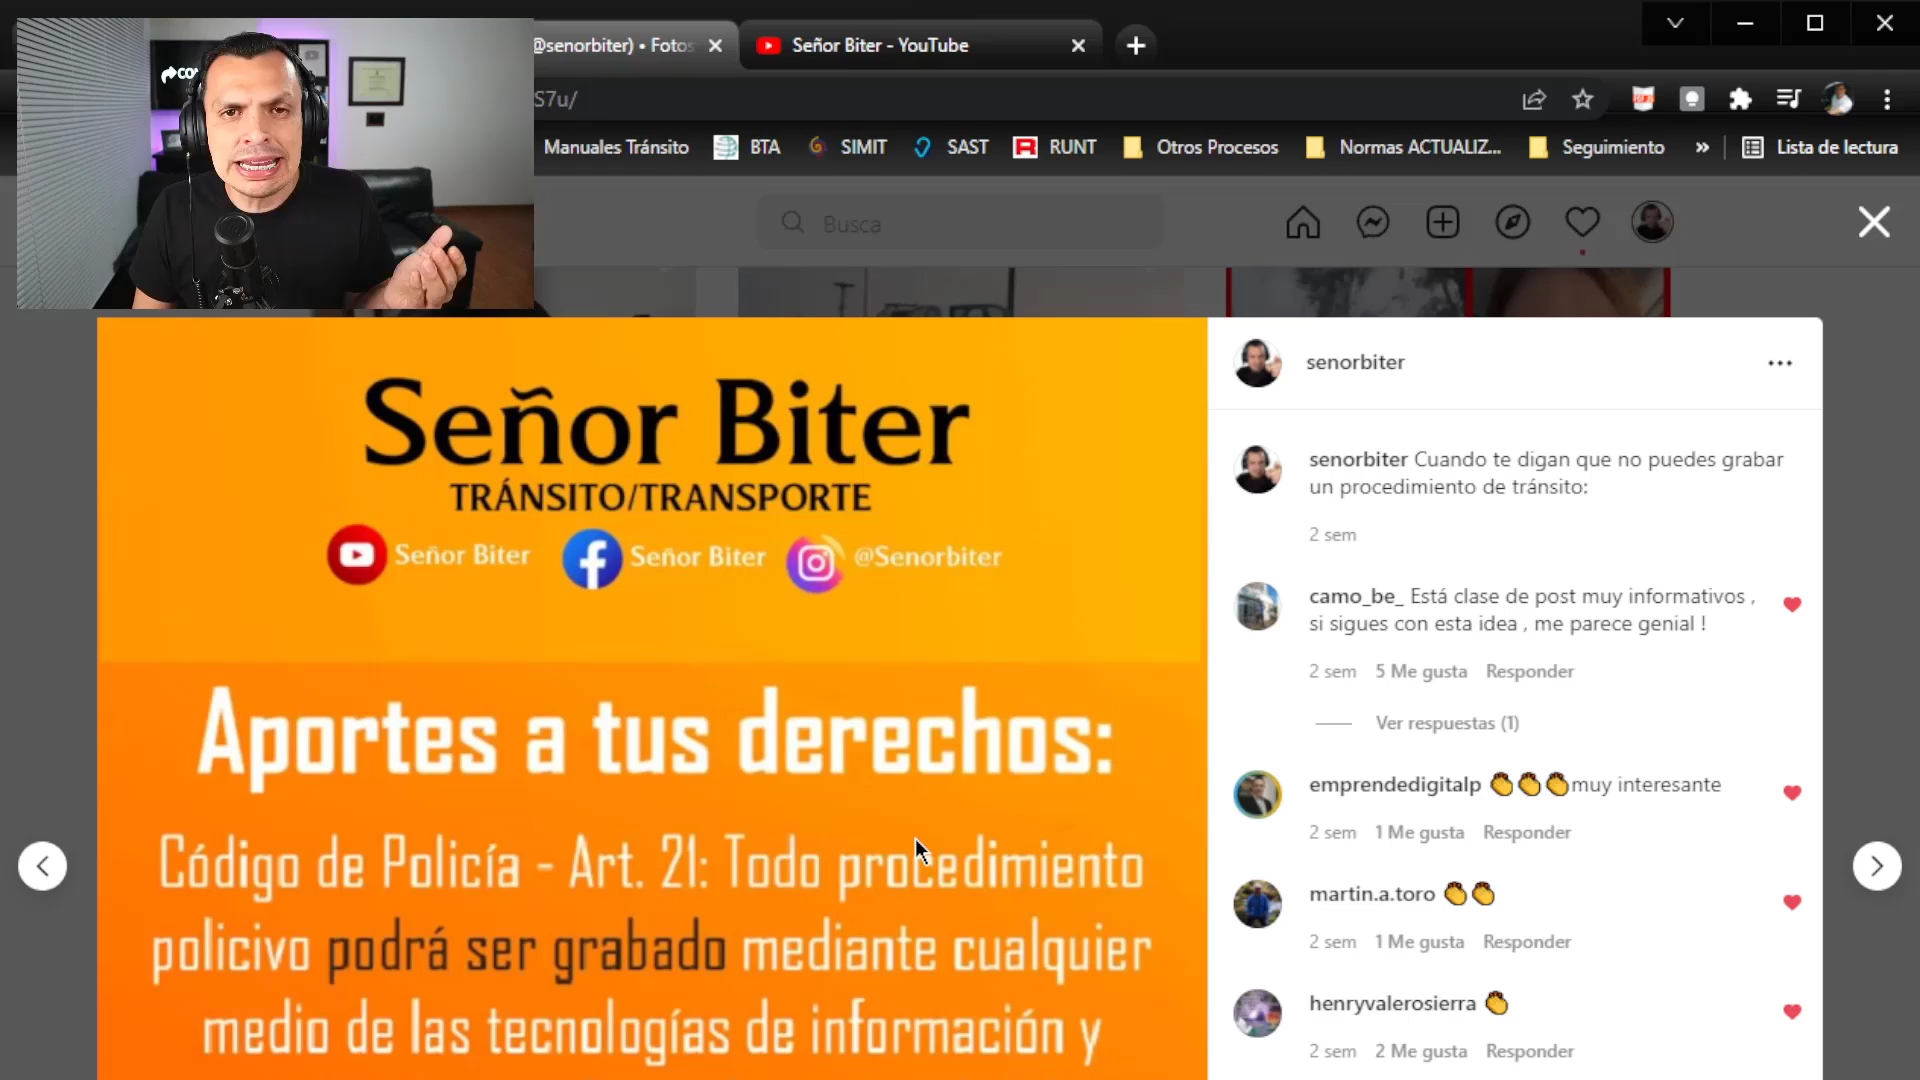 @senorbiter) • Fotos
Señor Biter - YouTube
S7u/
Manuales Tránsito
BTA
SIMIT
SAST
RUNT
Otros Procesos
Normas ACTUALIZ...
Seguimiento
»
Lista de lectura
Busca
Señor Biter
TRÁNSITO/TRANSPORTE
Señor Biter
Señor Biter
@Senorbiter
Aportes a tus derechos:
Código de Policía - Art. 21: Todo procedimiento
policivo podrá ser grabado mediante cualquier
medio de las tecnologías de información y
senorbiter
senorbiter Cuando te digan que no puedes grabar
un procedimiento de tránsito:
2 sem
camo_be_ Está clase de post muy informativos ,
si sigues con esta idea , me parece genial !
2 sem 5 Me gusta Responder
Ver respuestas (1)
emprendedigitalp 👏👏👏muy interesante
2 sem 1 Me gusta Responder
martin.a.toro 👏👏
2 sem 1 Me gusta Responder
henryvalerosierra 👏
2 sem 2 Me gusta Responder